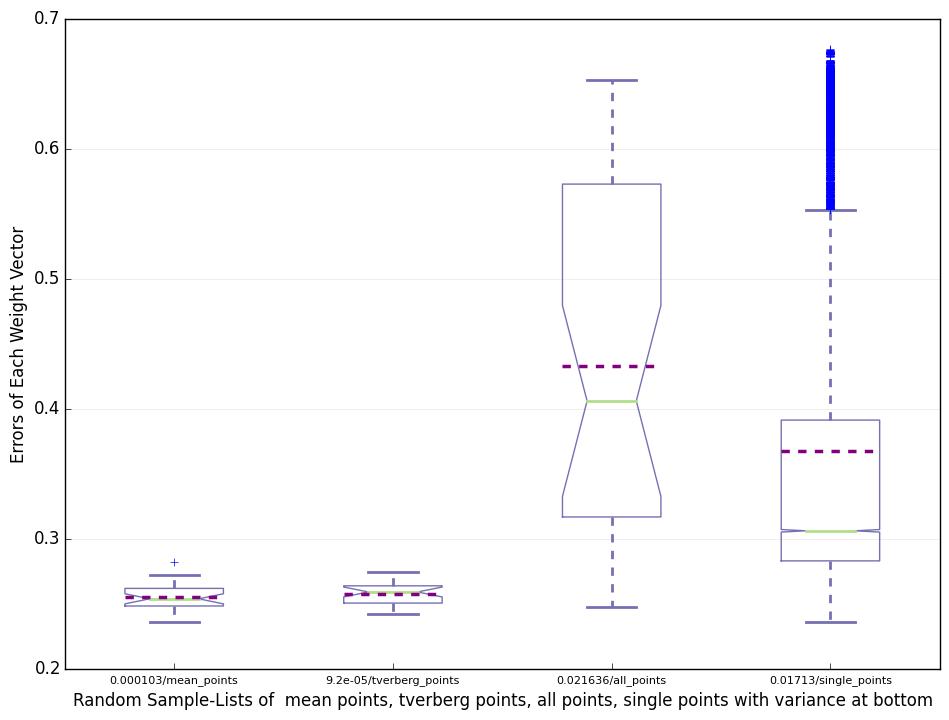 0.7
0.6
0.5
0.4
0.3
0.2
Errors of Each Weight Vector
0.000103/mean_points 9.2e-05/tverberg_points 0.021636/all_points 0.01713/single_points
Random Sample-Lists of  mean points, tverberg points, all points, single points with variance at bottom